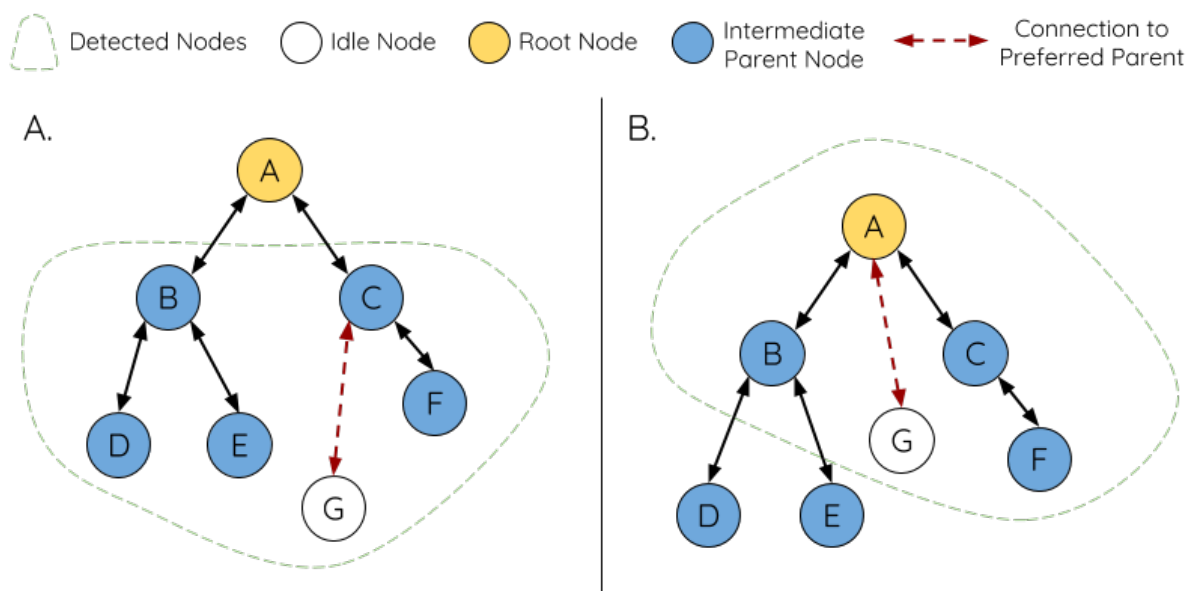 Detected Nodes
Idle Node
Root Node
Intermediate
Parent Node
Connection to
Preferred Parent
A.
A
B
C
D
E
F
G
B.
A
B
C
G
F
D
E